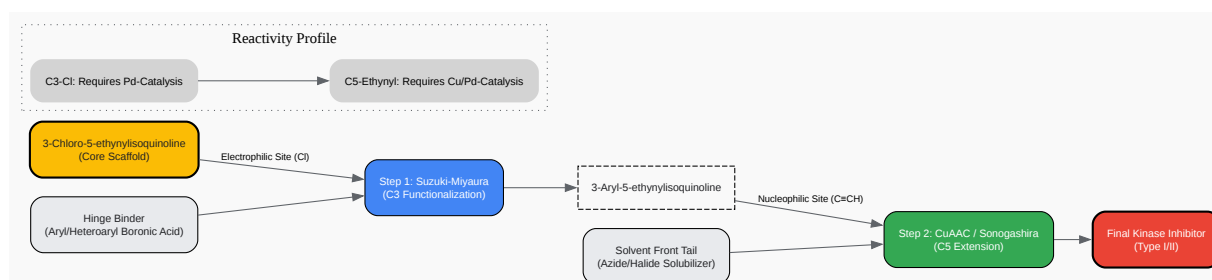 Reactivity Profile
C3-Cl: Requires Pd-Catalysis
C5-Ethynyl: Requires Cu/Pd-Catalysis
3-Chloro-5-ethynylisoquinoline
(Core Scaffold)
Electrophilic Site (Cl)
Hinge Binder
(Aryl/Heteroaryl Boronic Acid)
Step 1: Suzuki-Miyaura
(C3 Functionalization)
3-Aryl-5-ethynylisoquinoline
Nucleophilic Site (C≡CH)
Solvent Front Tail
(Azide/Halide Solubilizer)
Step 2: CuAAC / Sonogashira
(C5 Extension)
Final Kinase Inhibitor
(Type I/II)